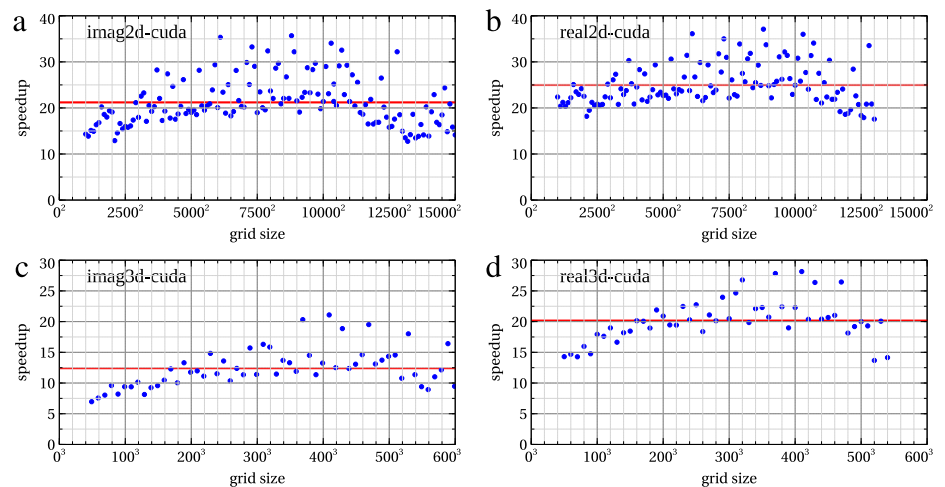 a
imag2d-cuda
40
30
20
10
0
speedup
0² 2500² 5000² 7500² 10000² 12500² 15000²
grid size
b
real2d-cuda
40
30
20
10
0
speedup
0² 2500² 5000² 7500² 10000² 12500² 15000²
grid size
c
imag3d-cuda
30
25
20
15
10
5
0
speedup
0³ 100³ 200³ 300³ 400³ 500³ 600³
grid size
d
real3d-cuda
30
25
20
15
10
5
0
speedup
0³ 100³ 200³ 300³ 400³ 500³ 600³
grid size